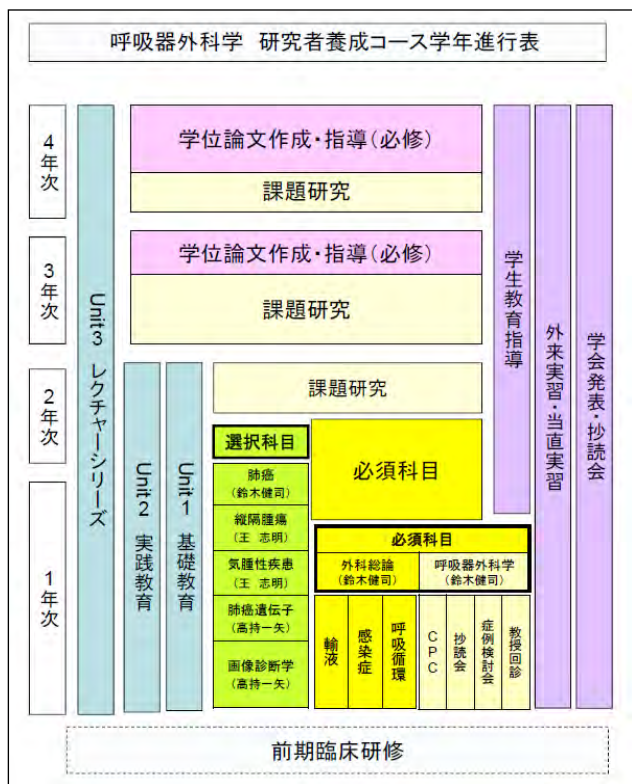 呼吸器外科学 研究者養成コース学年進行表
4年次
3年次
2年次
1年次
Unit3 レクチャーシリーズ
学位論文作成・指導(必修)
課題研究
学位論文作成・指導(必修)
課題研究
Unit2 実践教育
Unit1 基礎教育
課題研究
選択科目
肺癌
(鈴木健司)
縦隔腫瘍
(王 志明)
気腫性疾患
(王 志明)
肺癌遺伝子
(高持一矢)
画像診断学
(高持一矢)
必須科目
必須科目
外科総論
(鈴木健司)
呼吸器外科学
(鈴木健司)
輸液
感染症
呼吸循環
CPC
抄読会
症例検討会
教授回診
学生教育指導
外来実習・当直実習
学会発表・抄読会
前期臨床研修